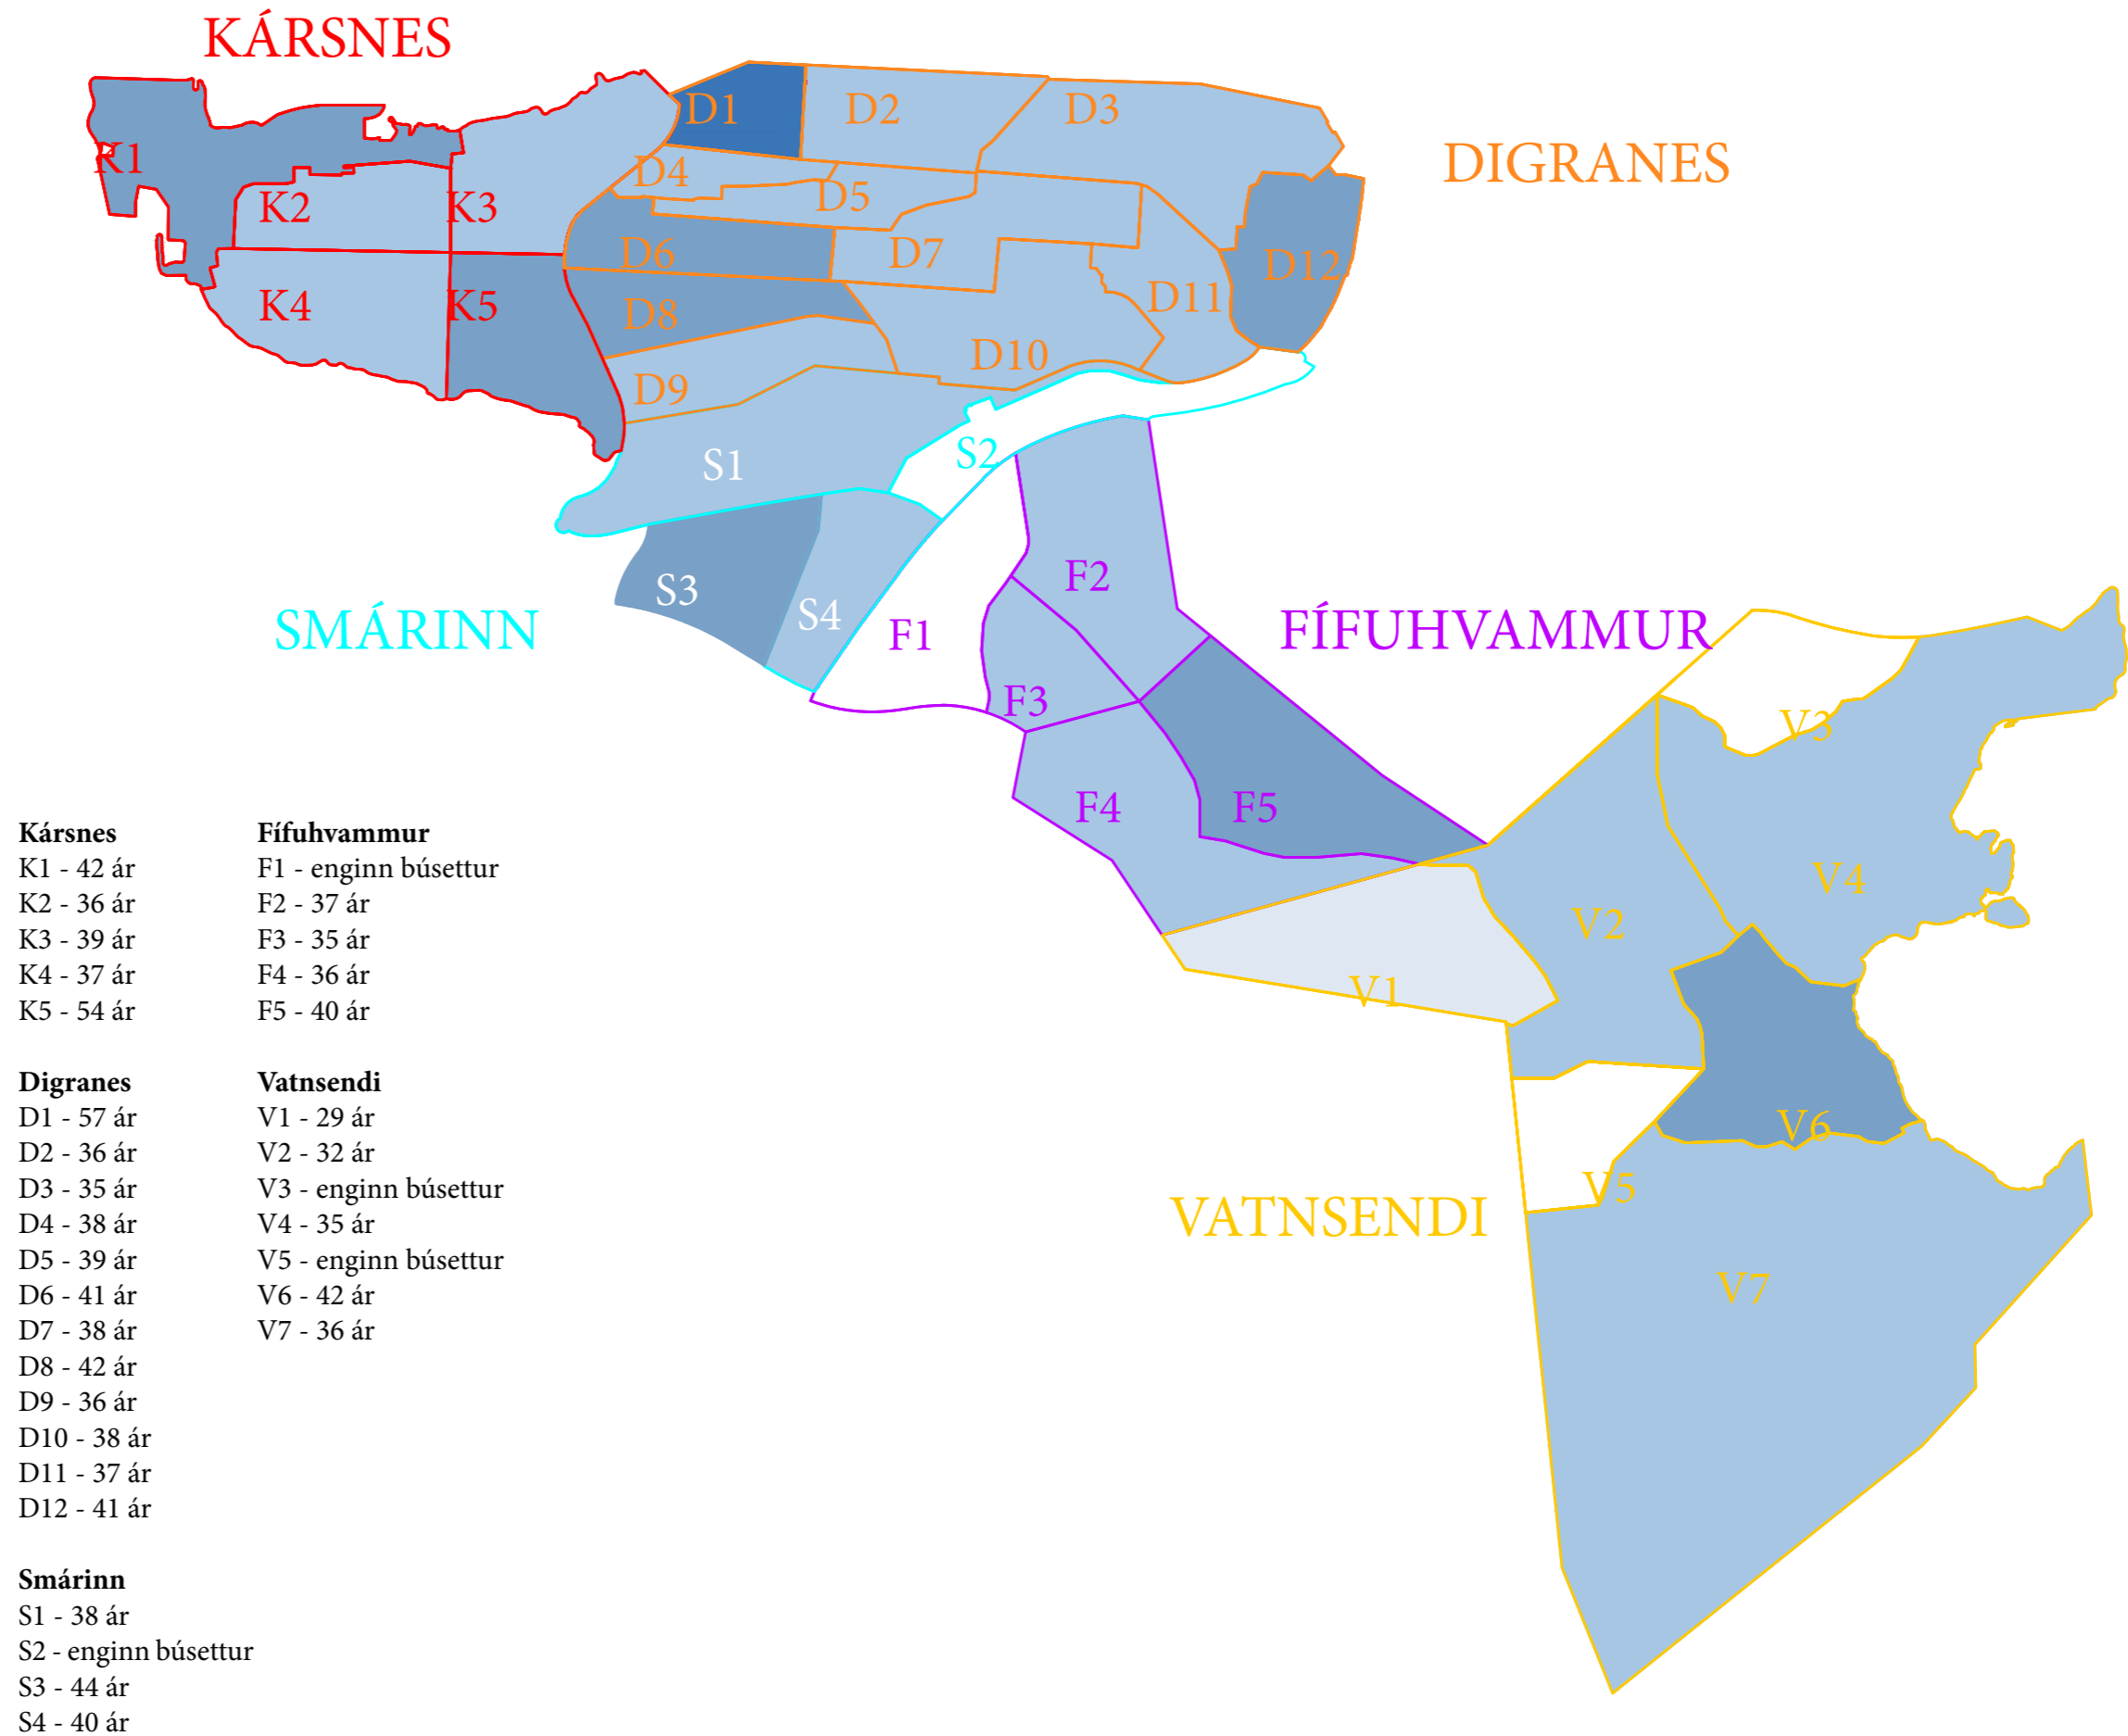 KÁRSNES
DIGRANES
SMÁRINN
FÍFUHVAMMUR
VATNSENDI
K1
K2
K3
K4
K5
D1
D2
D3
D4
D5
D6
D7
D8
D9
D10
D11
D12
S1
S2
S3
S4
F1
F2
F3
F4
F5
V1
V2
V3
V4
V5
V6
V7
Kársnes
K1 - 42 ár
K2 - 36 ár
K3 - 39 ár
K4 - 37 ár
K5 - 54 ár
Digranes
D1 - 57 ár
D2 - 36 ár
D3 - 35 ár
D4 - 38 ár
D5 - 39 ár
D6 - 41 ár
D7 - 38 ár
D8 - 42 ár
D9 - 36 ár
D10 - 38 ár
D11 - 37 ár
D12 - 41 ár
Smárinn
S1 - 38 ár
S2 - enginn búsettur
S3 - 44 ár
S4 - 40 ár
Fífuhvammur
F1 - enginn búsettur
F2 - 37 ár
F3 - 35 ár
F4 - 36 ár
F5 - 40 ár
Vatnsendi
V1 - 29 ár
V2 - 32 ár
V3 - enginn búsettur
V4 - 35 ár
V5 - enginn búsettur
V6 - 42 ár
V7 - 36 ár